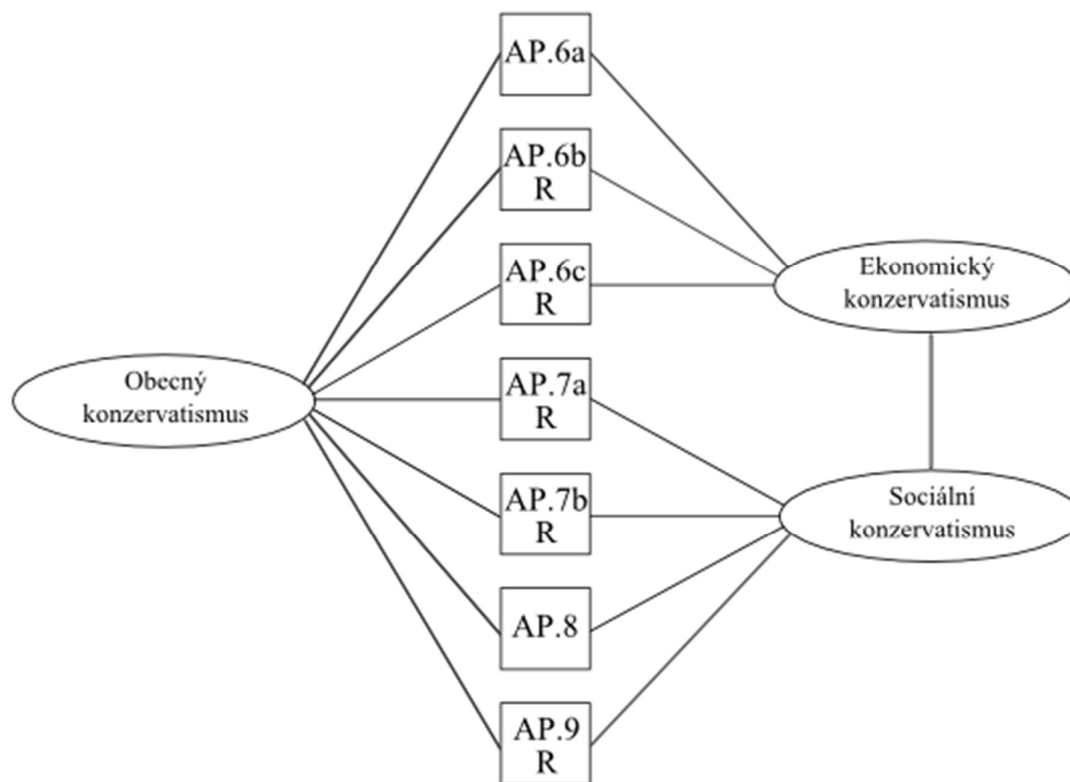 AP.6a
AP.6b
R
AP.6c
R
AP.7a
R
AP.7b
R
AP.8
AP.9
R
Obecný
konzervatismus
Ekonomický
konzervatismus
Sociální
konzervatismus